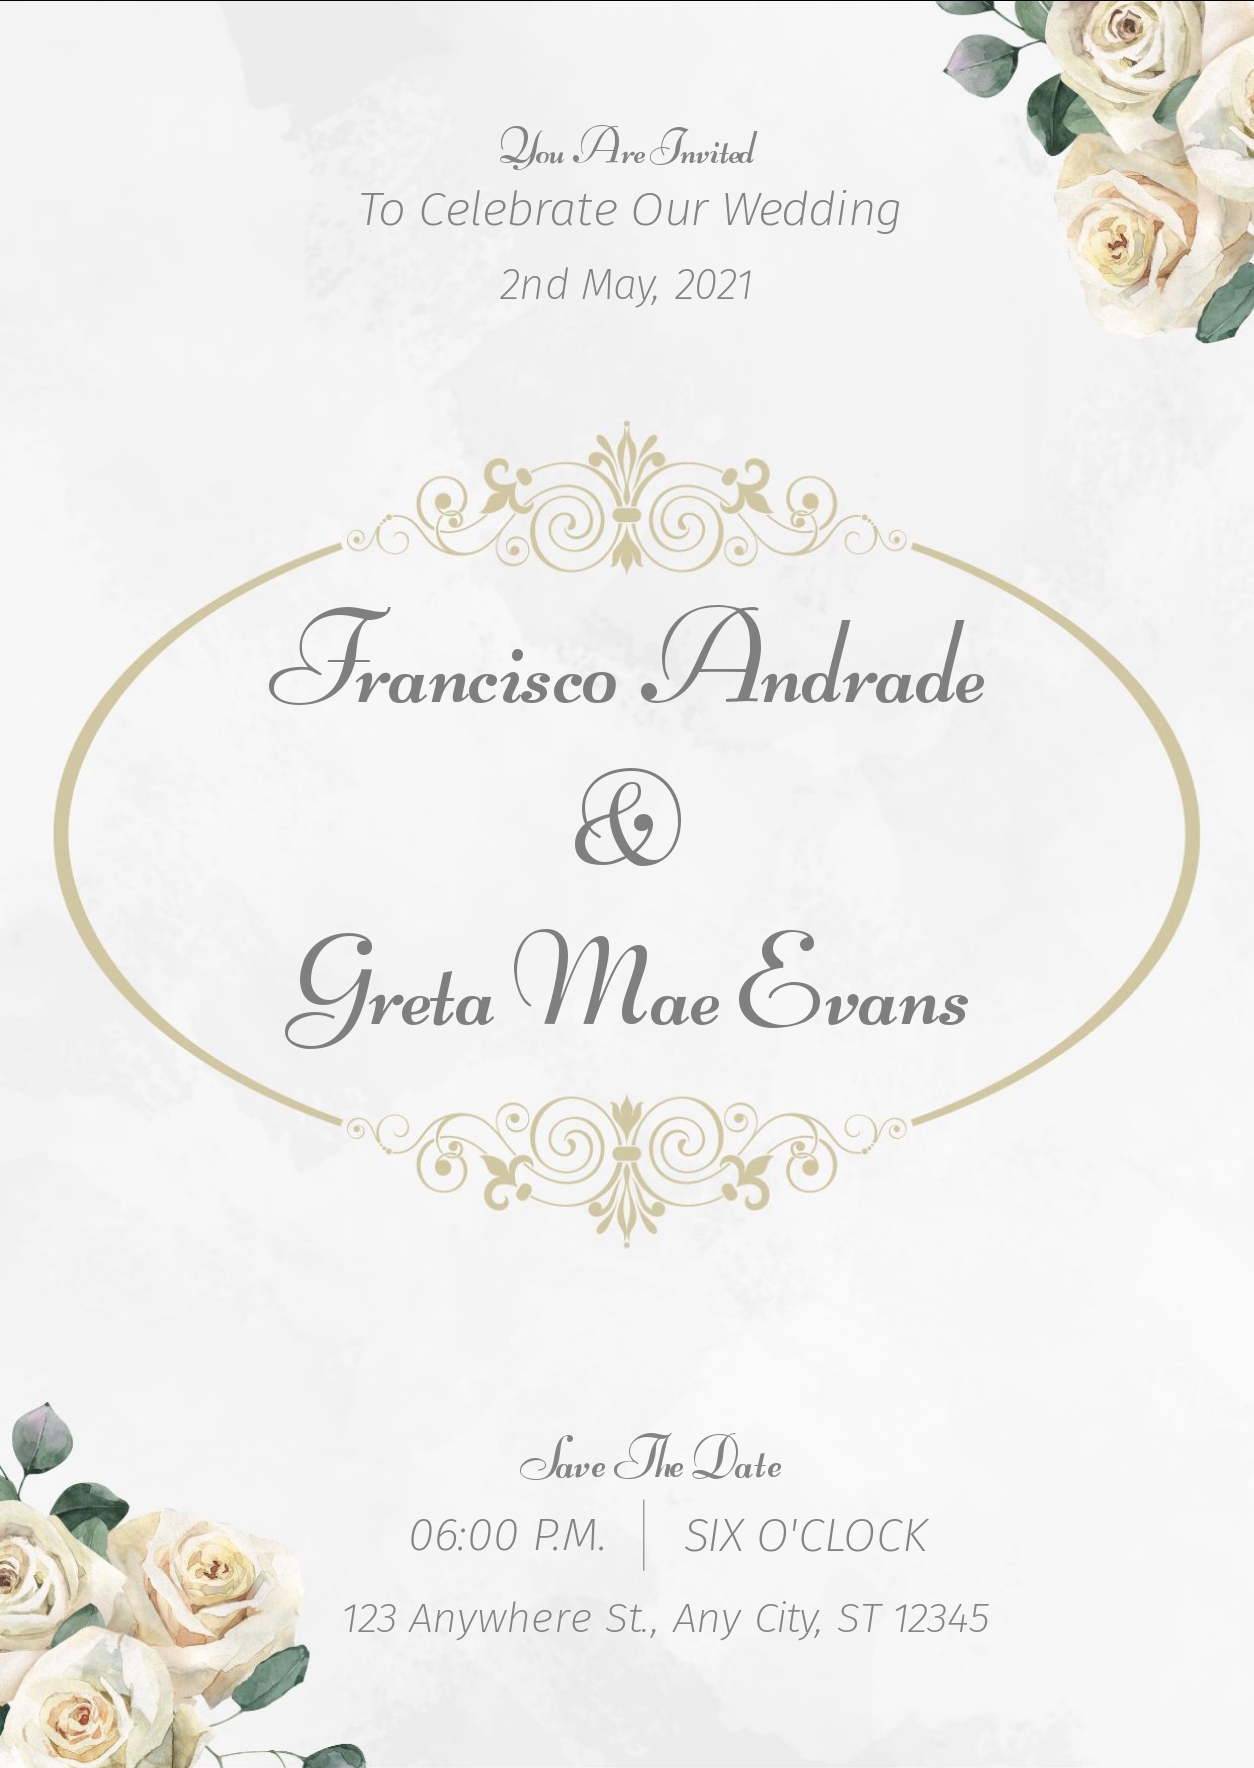 You Are Invited
To Celebrate Our Wedding
2nd May, 2021
Francisco Andrade
&
Greta Mae Evans
Save The Date
06:00 P.M. | SIX O'CLOCK
123 Anywhere St., Any City, ST 12345